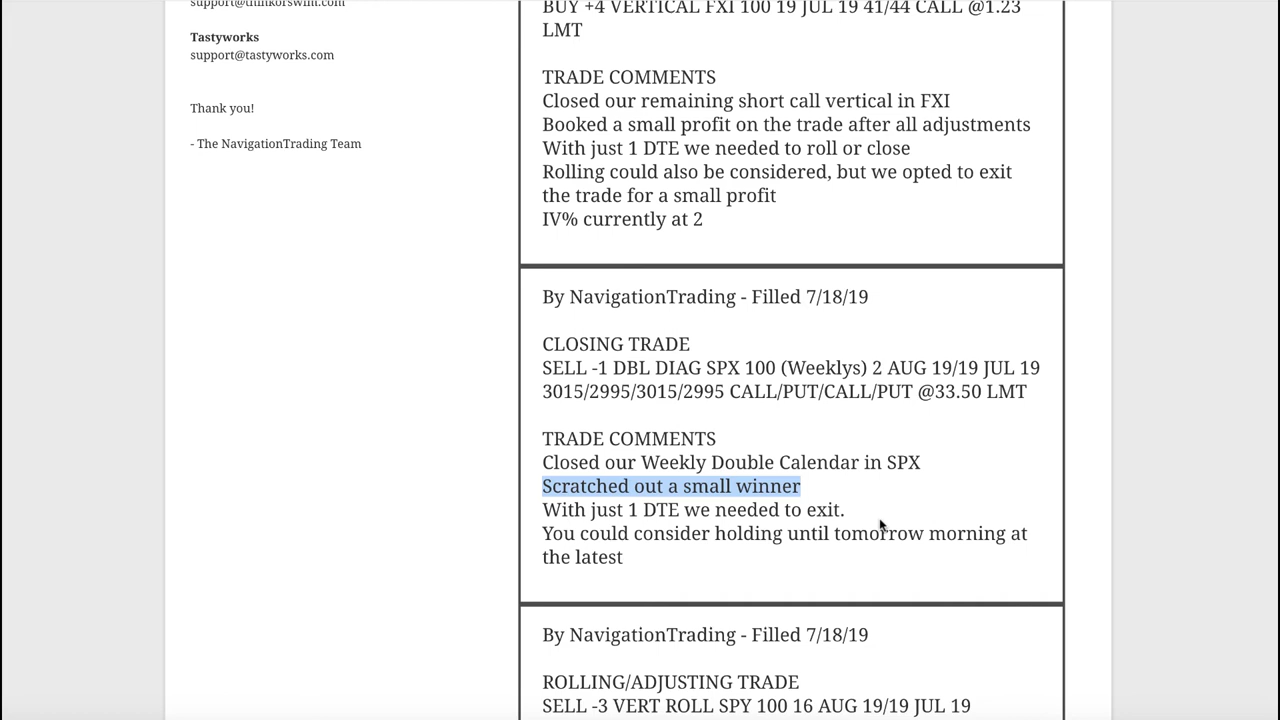 support@thinkorswim.com
Tastyworks
support@tastyworks.com
Thank you!
- The NavigationTrading Team
BUY +4 VERTICAL FXI 100 19 JUL 19 41/44 CALL @1.23
LMT
TRADE COMMENTS
Closed our remaining short call vertical in FXI
Booked a small profit on the trade after all adjustments
With just 1 DTE we needed to roll or close
Rolling could also be considered, but we opted to exit
the trade for a small profit
IV% currently at 2
By NavigationTrading - Filled 7/18/19
CLOSING TRADE
SELL -1 DBL DIAG SPX 100 (Weeklys) 2 AUG 19/19 JUL 19
3015/2995/3015/2995 CALL/PUT/CALL/PUT @33.50 LMT
TRADE COMMENTS
Closed our Weekly Double Calendar in SPX
Scratched out a small winner
With just 1 DTE we needed to exit.
You could consider holding until tomorrow morning at
the latest
By NavigationTrading - Filled 7/18/19
ROLLING/ADJUSTING TRADE
SELL -3 VERT ROLL SPY 100 16 AUG 19/19 JUL 19